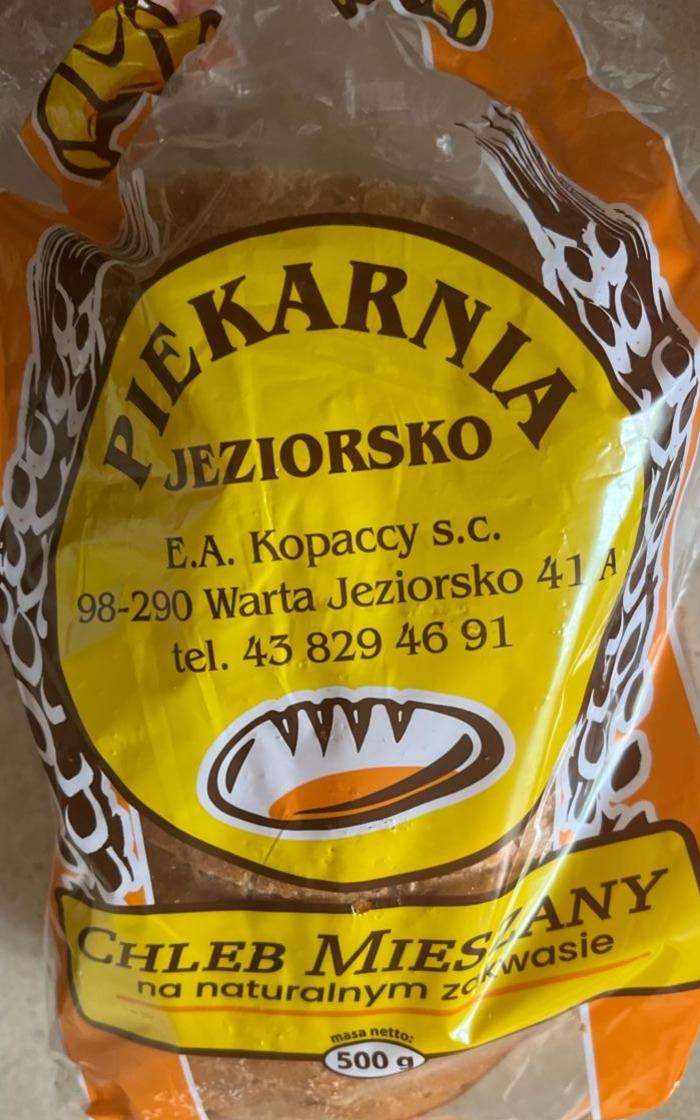 PIEKARNIA
JEZIORSKO
E.A. Kopaccy s.c.
98-290 Warta Jeziorsko 41 A
tel. 43 829 46 91
CHLEB MIESZANY
na naturalnym zakwasie
masa netto:
500 g